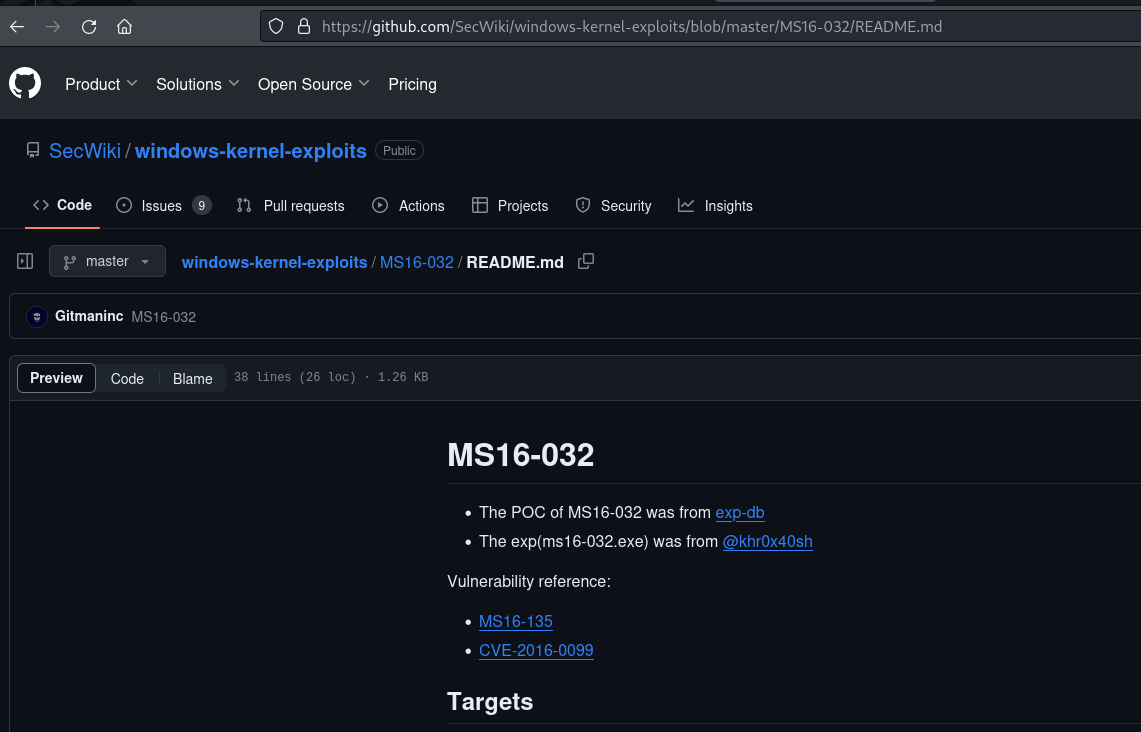 https://github.com/SecWiki/windows-kernel-exploits/blob/master/MS16-032/README.md
Product Solutions Open Source Pricing
SecWiki / windows-kernel-exploits Public
Code Issues 9 Pull requests Actions Projects Security Insights
master windows-kernel-exploits / MS16-032 / README.md
Gitmaninc MS16-032
Preview Code Blame 38 lines (26 loc) · 1.26 KB
MS16-032
• The POC of MS16-032 was from exp-db
• The exp(ms16-032.exe) was from @khr0x40sh
Vulnerability reference:
• MS16-135
• CVE-2016-0099
Targets